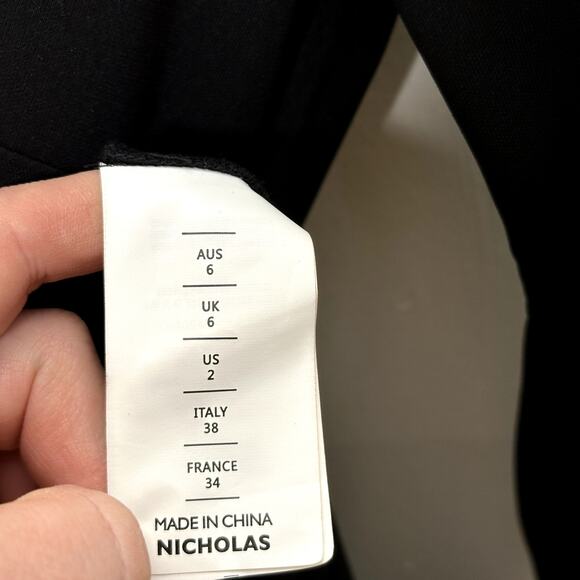 AUS
6
UK
6
US
2
ITALY
38
FRANCE
34
MADE IN CHINA
NICHOLAS